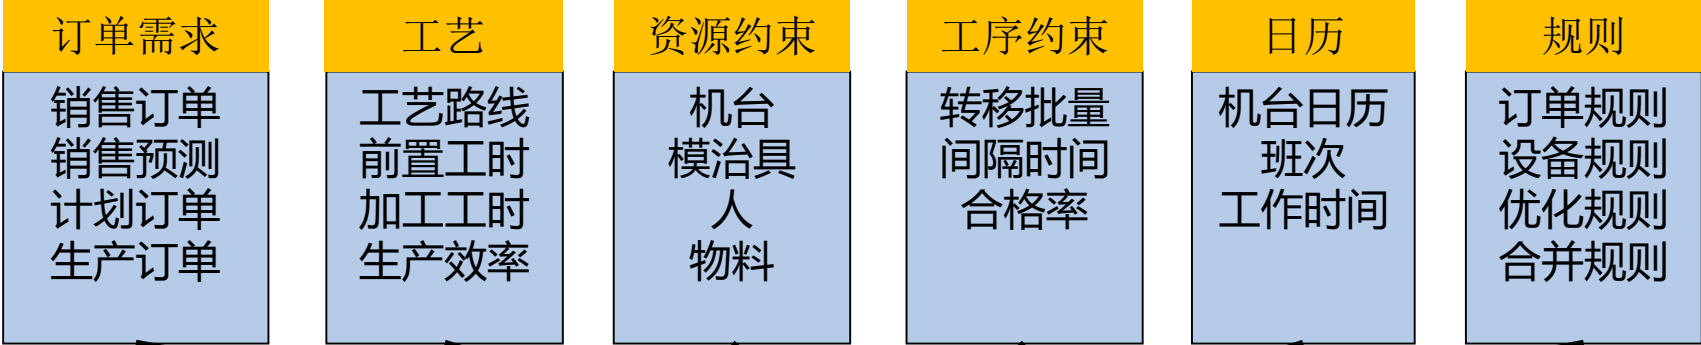 订单需求
销售订单
销售预测
计划订单
生产订单
工艺
工艺路线
前置工时
加工工时
生产效率
资源约束
机台
模治具
人
物料
工序约束
转移批量
间隔时间
合格率
日历
机台日历
班次
工作时间
规则
订单规则
设备规则
优化规则
合并规则